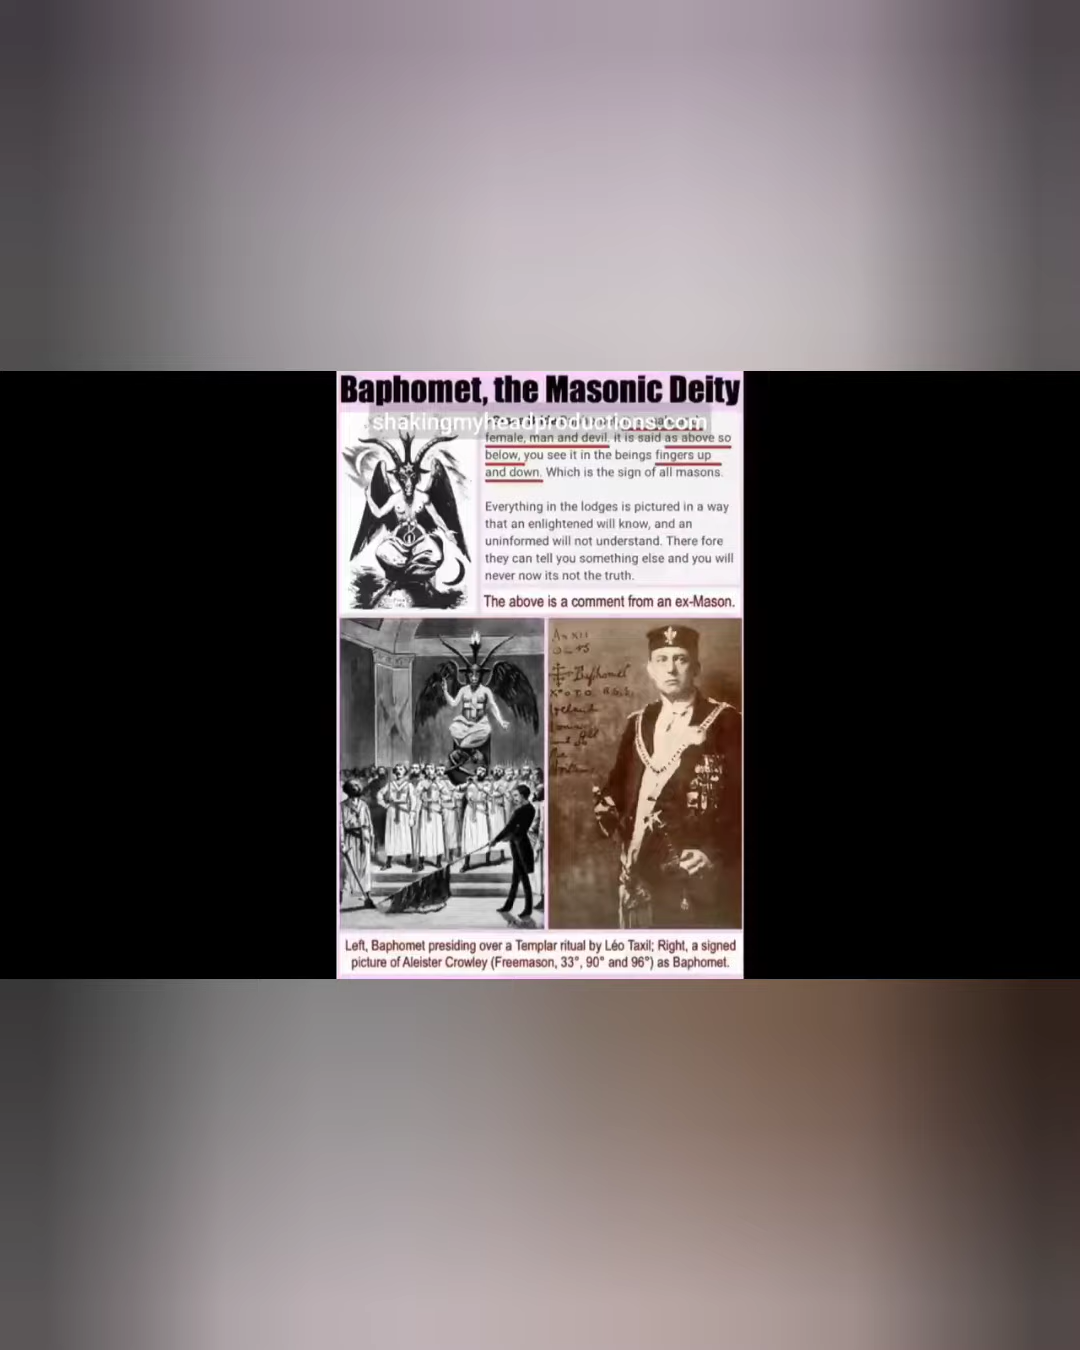 Baphomet, the Masonic Deity
shakingmyheadproductions.com
female, man and devil. it is said as above so
below, you see it in the beings fingers up
and down. Which is the sign of all masons.
Everything in the lodges is pictured in a way
that an enlightened will know, and an
uninformed will not understand. There fore
they can tell you something else and you will
never now its not the truth.
The above is a comment from an ex-Mason.
Baphomet
Left, Baphomet presiding over a Templar ritual by Léo Taxil; Right, a signed
picture of Aleister Crowley (Freemason, 33°, 90° and 96°) as Baphomet.